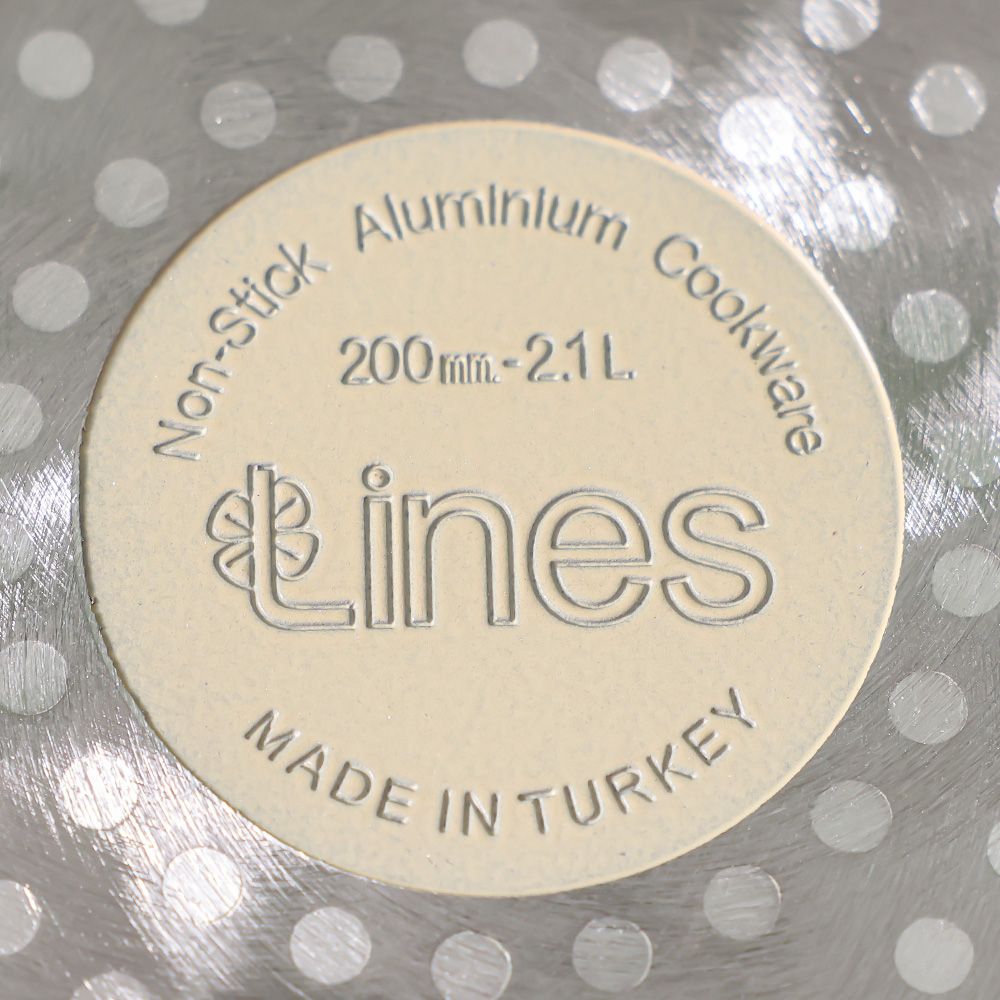 Non-Stick Aluminium Cookware
200mm.-2.1L
Lines
MADE IN TURKEY